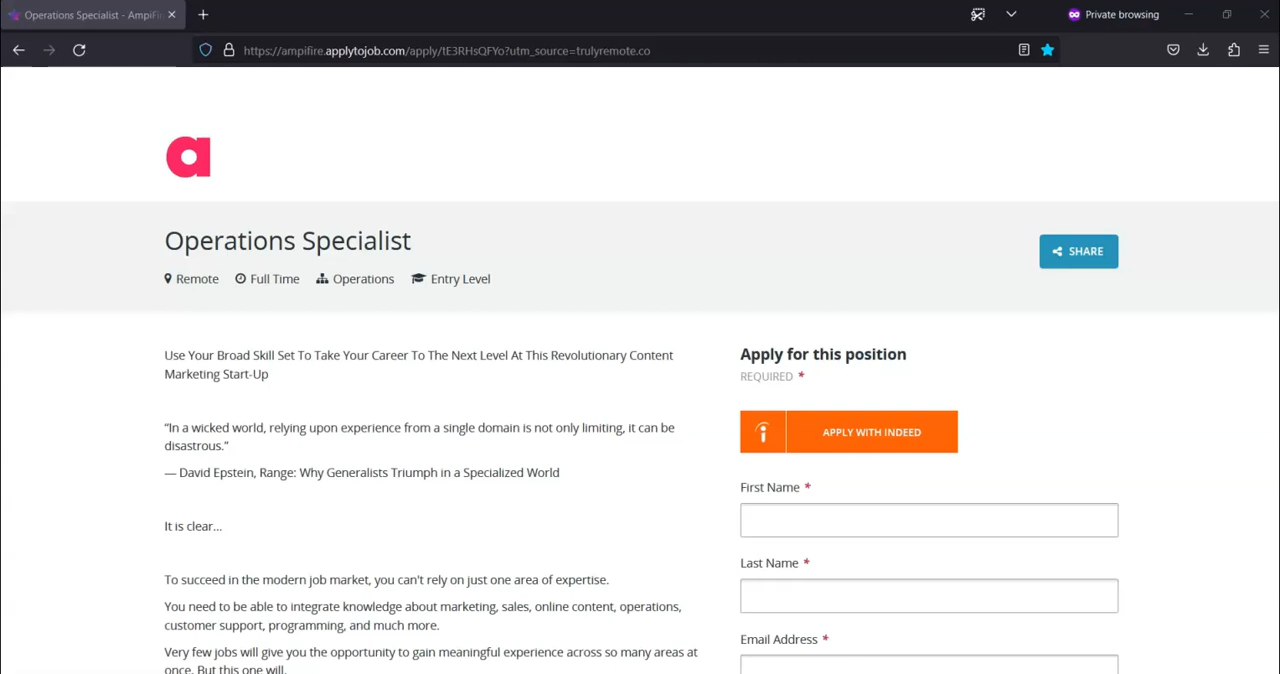 Operations Specialist - AmpiFi
Private browsing
https://ampifire.applytojob.com/apply/tE3RHsQFYo?utm_source=trulyremote.co
a
Operations Specialist
SHARE
Remote Full Time Operations Entry Level
Use Your Broad Skill Set To Take Your Career To The Next Level At This Revolutionary Content
Marketing Start-Up
“In a wicked world, relying upon experience from a single domain is not only limiting, it can be
disastrous.”
— David Epstein, Range: Why Generalists Triumph in a Specialized World
It is clear...
To succeed in the modern job market, you can't rely on just one area of expertise.
You need to be able to integrate knowledge about marketing, sales, online content, operations,
customer support, programming, and much more.
Very few jobs will give you the opportunity to gain meaningful experience across so many areas at
once. But this one will.
Apply for this position
REQUIRED *
APPLY WITH INDEED
First Name *
Last Name *
Email Address *